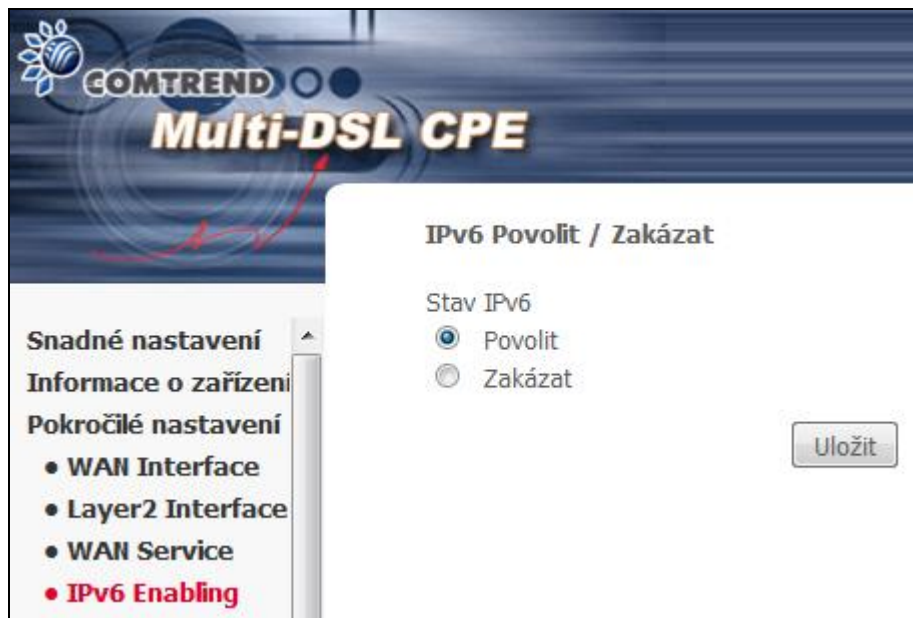 COMTREND
Multi-DSL CPE
IPv6 Povolit / Zakázat
Stav IPv6
Povolit
Zakázat
Uložit
Snadné nastavení
Informace o zařízení
Pokročilé nastavení
• WAN Interface
• Layer2 Interface
• WAN Service
• IPv6 Enabling